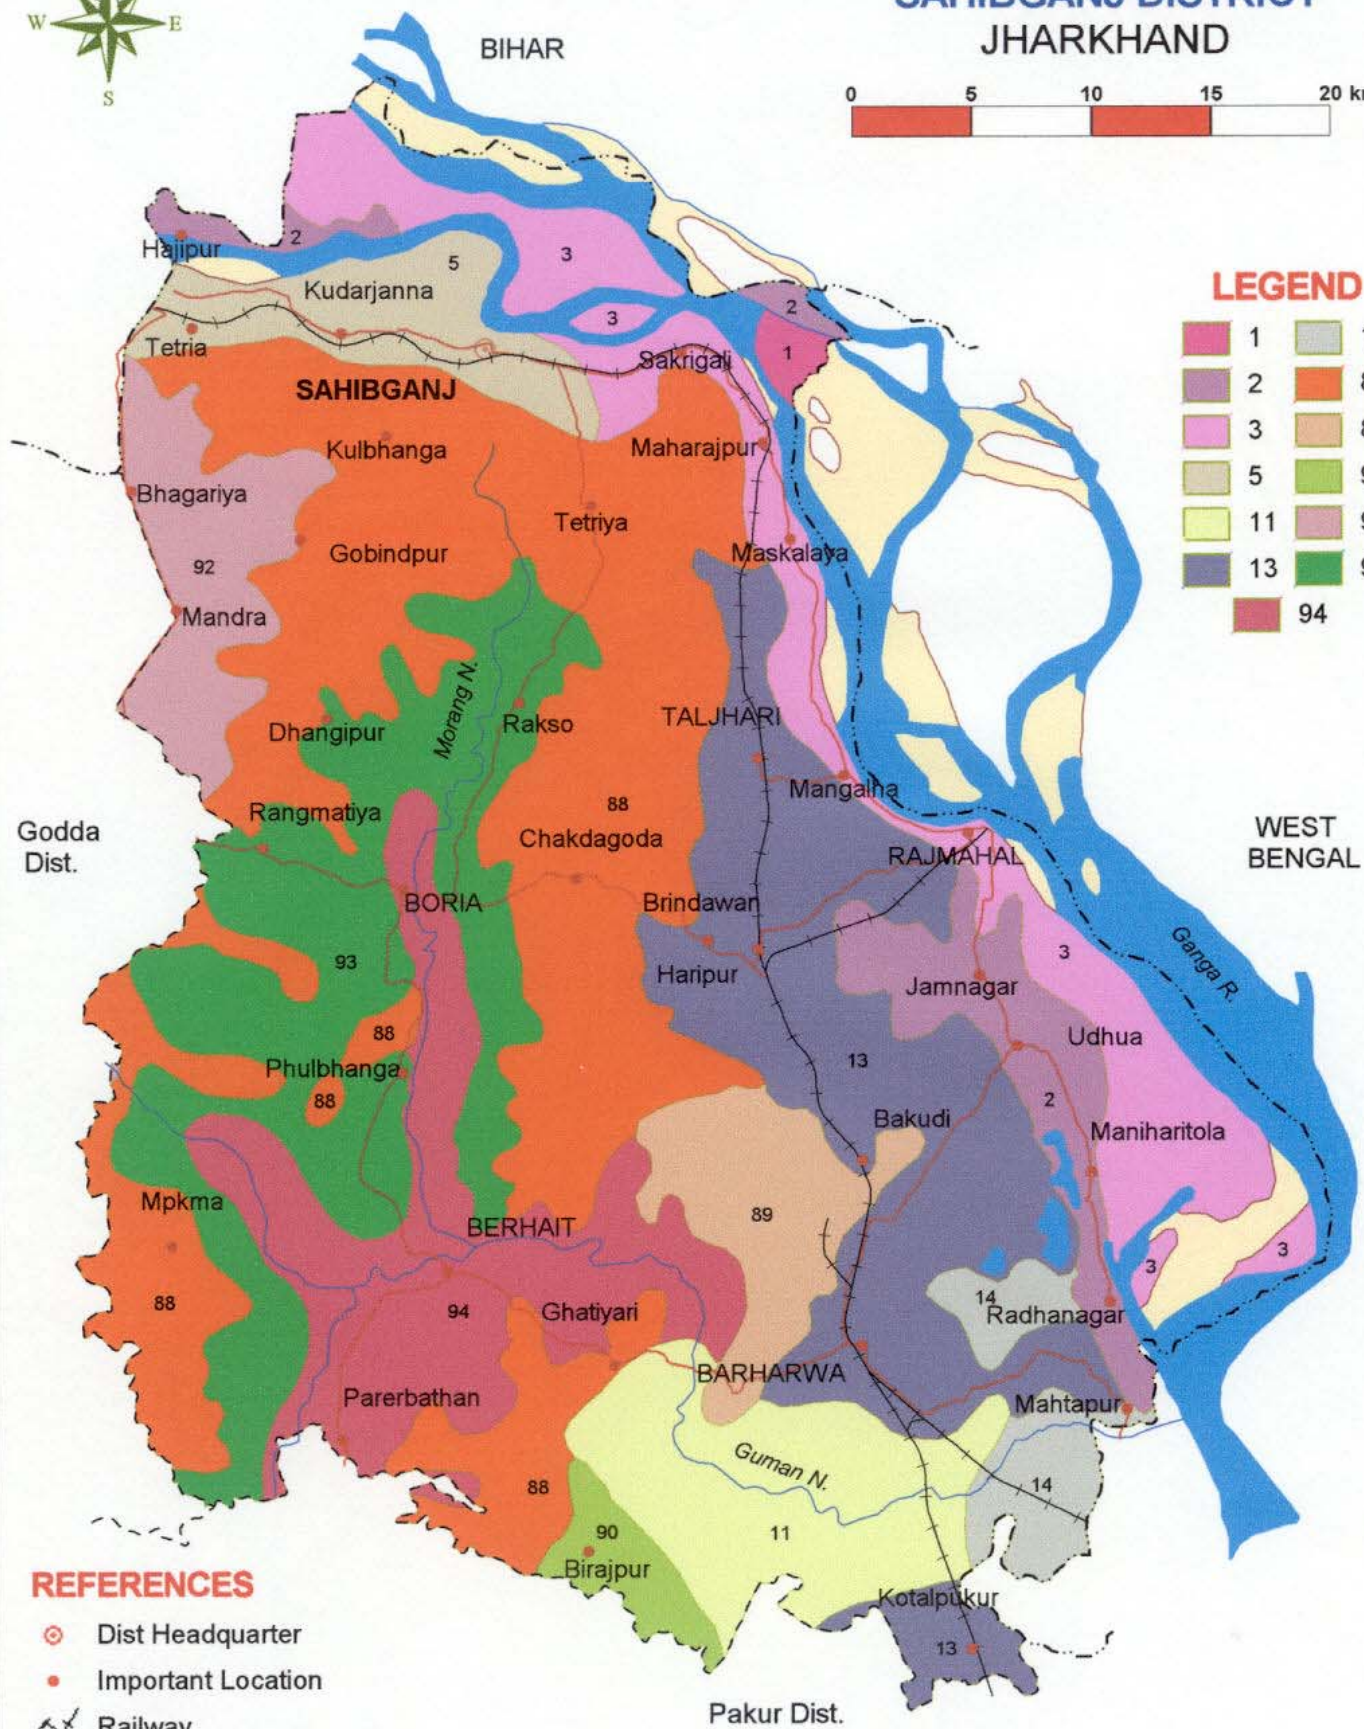 SAHIBGANJ DISTRICT
JHARKHAND
W
E
S
BIHAR
0 5 10 15 20
Hajipur
2
3
5
Kudarjanna
2
3
LEGEND
1
2
3
5
11
13
94
Tetria
Sakrigali
1
SAHIBGANJ
Kulbhanga
Maharajpur
Bhagariya
Tetriya
Gobindpur
Maskalaya
92
Mandra
Morang N.
Dhangipur
Rakso
TALJHARI
Mangalha
Rangmatiya
88
Chakdagoda
Godda
Dist.
WEST
BENGAL
RAJMAHAL
BORIA
Brindawan
93
Haripur
Jamnagar
3
Ganga R.
88
Udhua
Phulbhanga
13
88
2
Bakudi
Maniharitola
Mpkma
89
BERHAIT
3
3
88
94
Ghatiyari
14
Radhanagar
BARHARWA
Parerbathan
Mahtapur
Guman N.
88
14
90
11
Birajpur
Kotalpukur
13
REFERENCES
Dist Headquarter
Important Location
Railway
Pakur Dist.